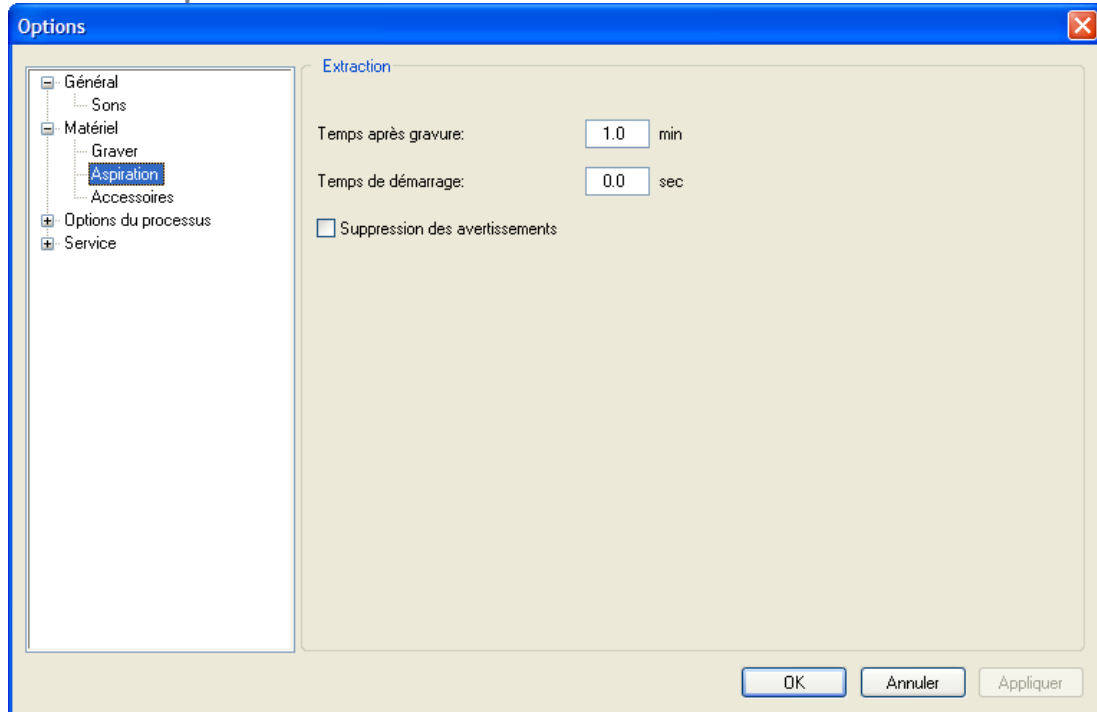 Options
Général
Sons
Matériel
Graver
Aspiration
Accessoires
Options du processus
Service
Extraction
Temps après gravure: 1.0 min
Temps de démarrage: 0.0 sec
Suppression des avertissements
OK Annuler Appliquer